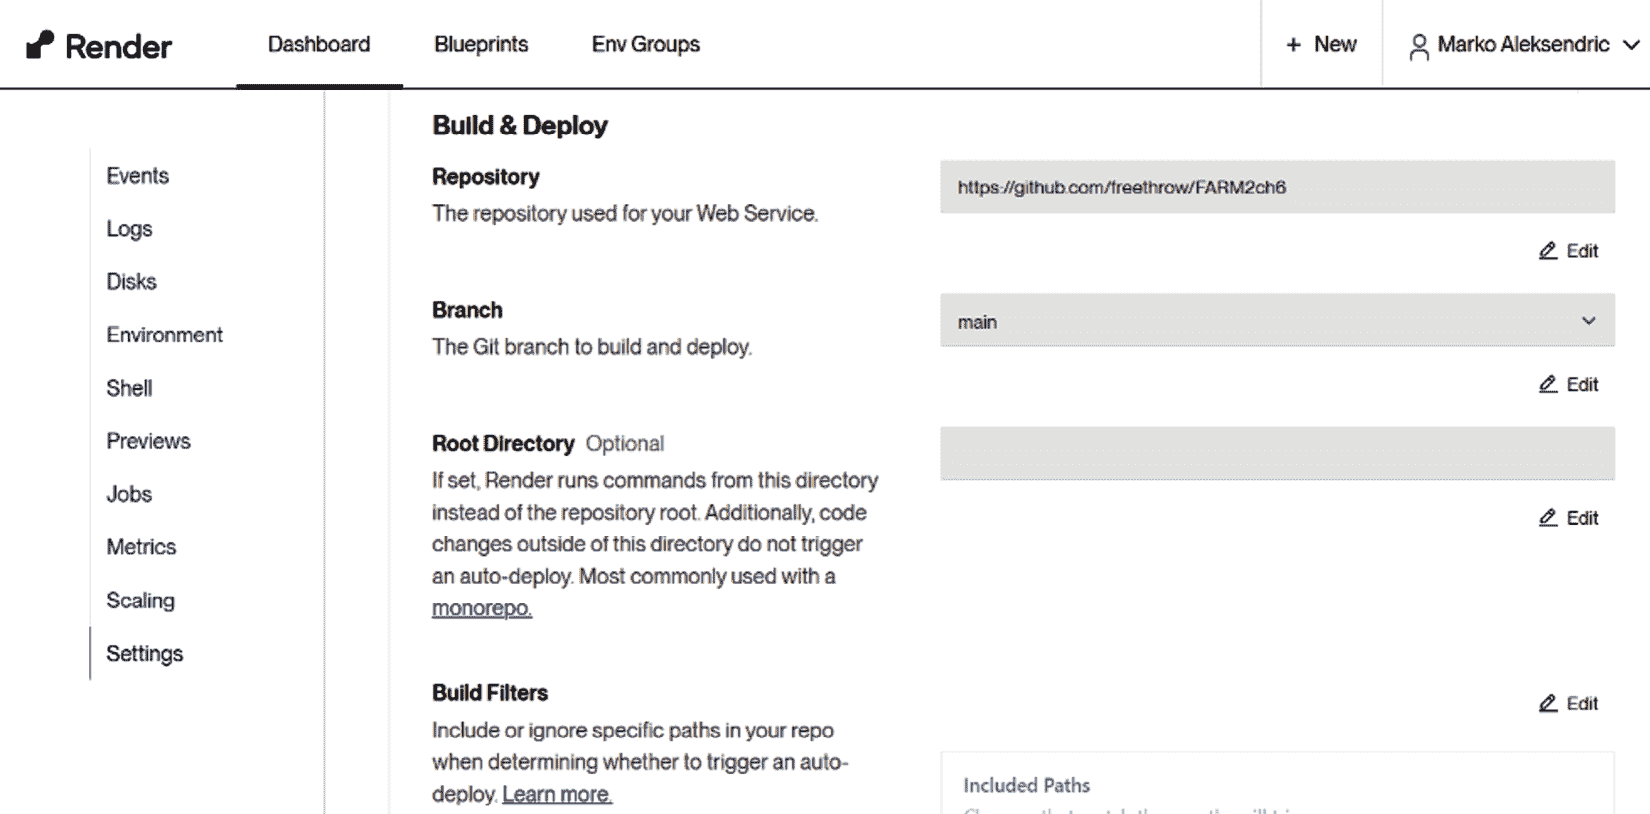 Render
Dashboard
Blueprints
Env Groups
+ New
Marko Aleksendric
Events
Logs
Disks
Environment
Shell
Previews
Jobs
Metrics
Scaling
Settings
Build & Deploy
Repository
The repository used for your Web Service.
https://github.com/freethrow/FARM2ch6
Edit
Branch
The Git branch to build and deploy.
main
Edit
Root Directory Optional
If set, Render runs commands from this directory
instead of the repository root. Additionally, code
changes outside of this directory do not trigger
an auto-deploy. Most commonly used with a
monorepo.
Edit
Build Filters
Include or ignore specific paths in your repo
when determining whether to trigger an auto-
deploy. Learn more.
Edit
Included Paths